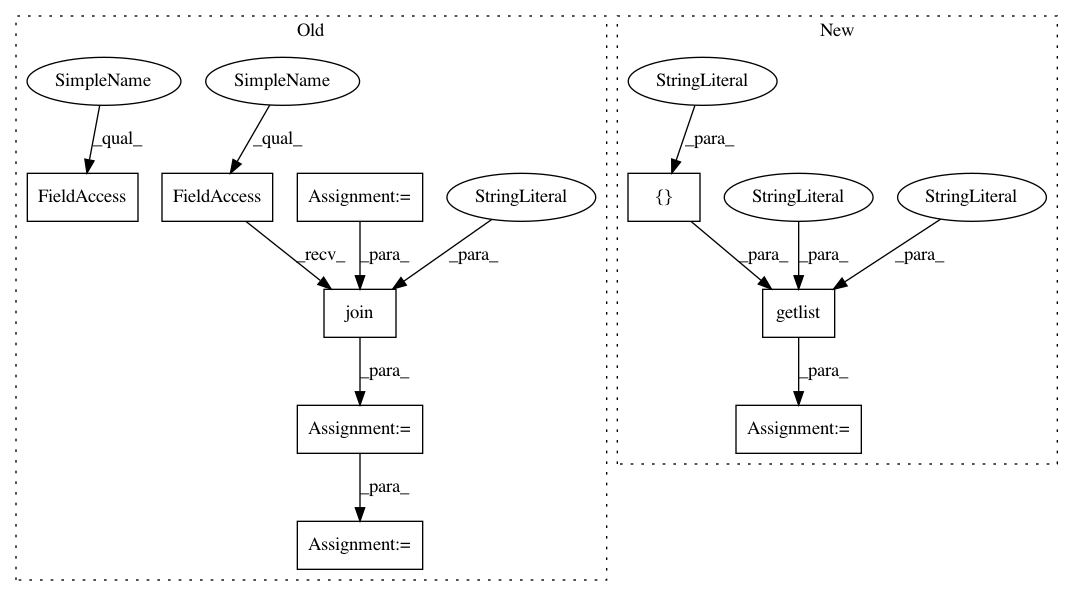 Old
New
SimpleName
SimpleName
StringLiteral
_qual_
_qual_
_para_
FieldAccess
FieldAccess
Assignment:=
StringLiteral
{}
StringLiteral
StringLiteral
_recv_
_para_
_para_
_para_
_para_
_para_
join
getlist
_para_
_para_
Assignment:=
Assignment:=
_para_
Assignment:=